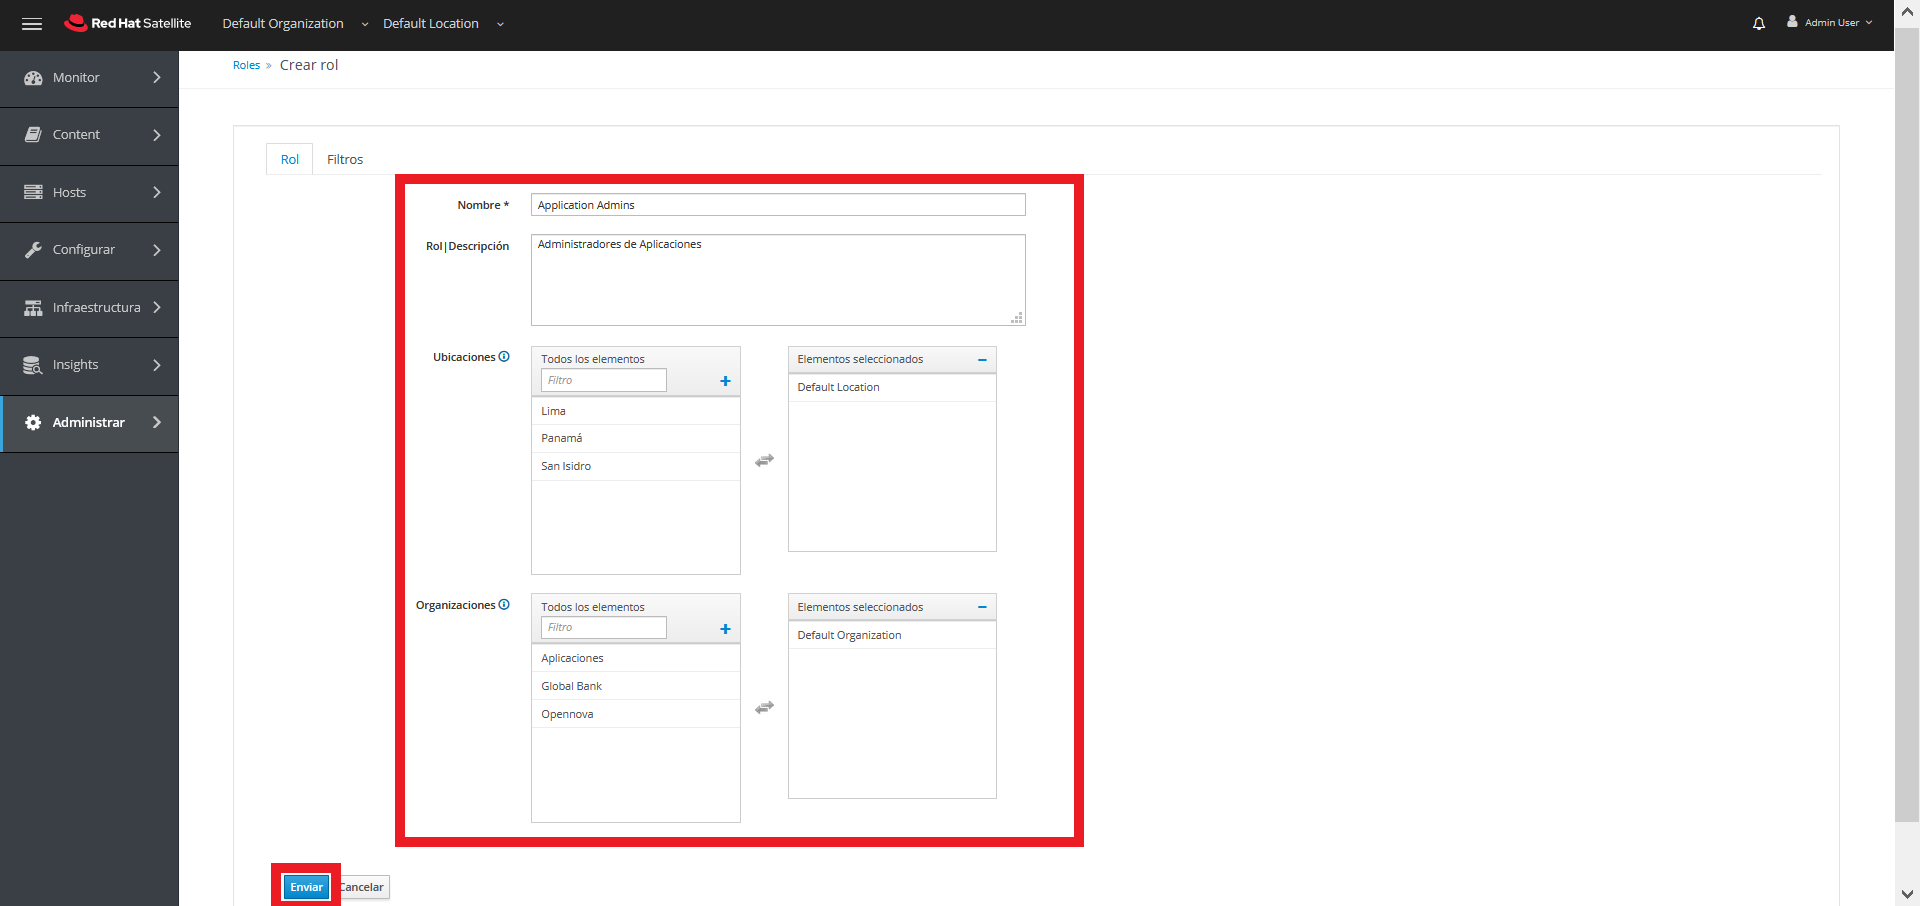 Red Hat Satellite Default Organization Default Location Admin User
Roles » Crear rol
Monitor
Content
Hosts
Configurar
Infraestructura
Insights
Administrar
Rol Filtros
Nombre * Application Admins
Rol|Descripción Administradores de Aplicaciones
Ubicaciones Todos los elementos Elementos seleccionados
Filtro
Default Location
Lima
Panamá
San Isidro
Organizaciones Todos los elementos Elementos seleccionados
Filtro
Default Organization
Aplicaciones
Global Bank
Opennova
Enviar Cancelar